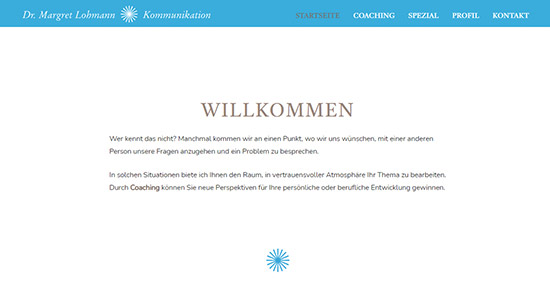 Dr. Margret Lohmann Kommunikation
STARTSEITE COACHING SPEZIAL PROFIL KONTAKT
WILLKOMMEN
Wer kennt das nicht? Manchmal kommen wir an einen Punkt, wo wir uns wünschen, mit einer anderen
Person unsere Fragen anzugehen und ein Problem zu besprechen.
In solchen Situationen biete ich Ihnen den Raum, in vertrauensvoller Atmosphäre Ihr Thema zu bearbeiten.
Durch Coaching können Sie neue Perspektiven für Ihre persönliche oder berufliche Entwicklung gewinnen.